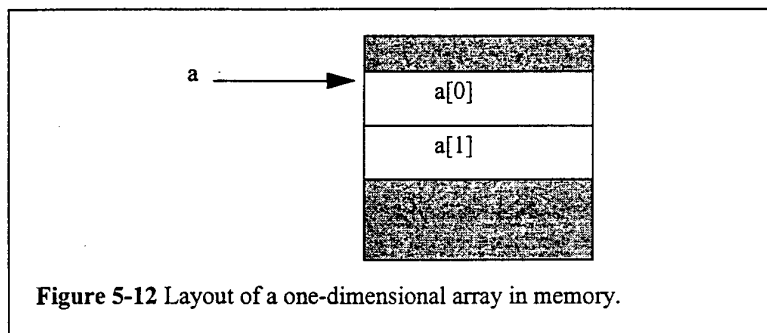 a
a[0]
a[1]
Figure 5-12 Layout of a one-dimensional array in memory.